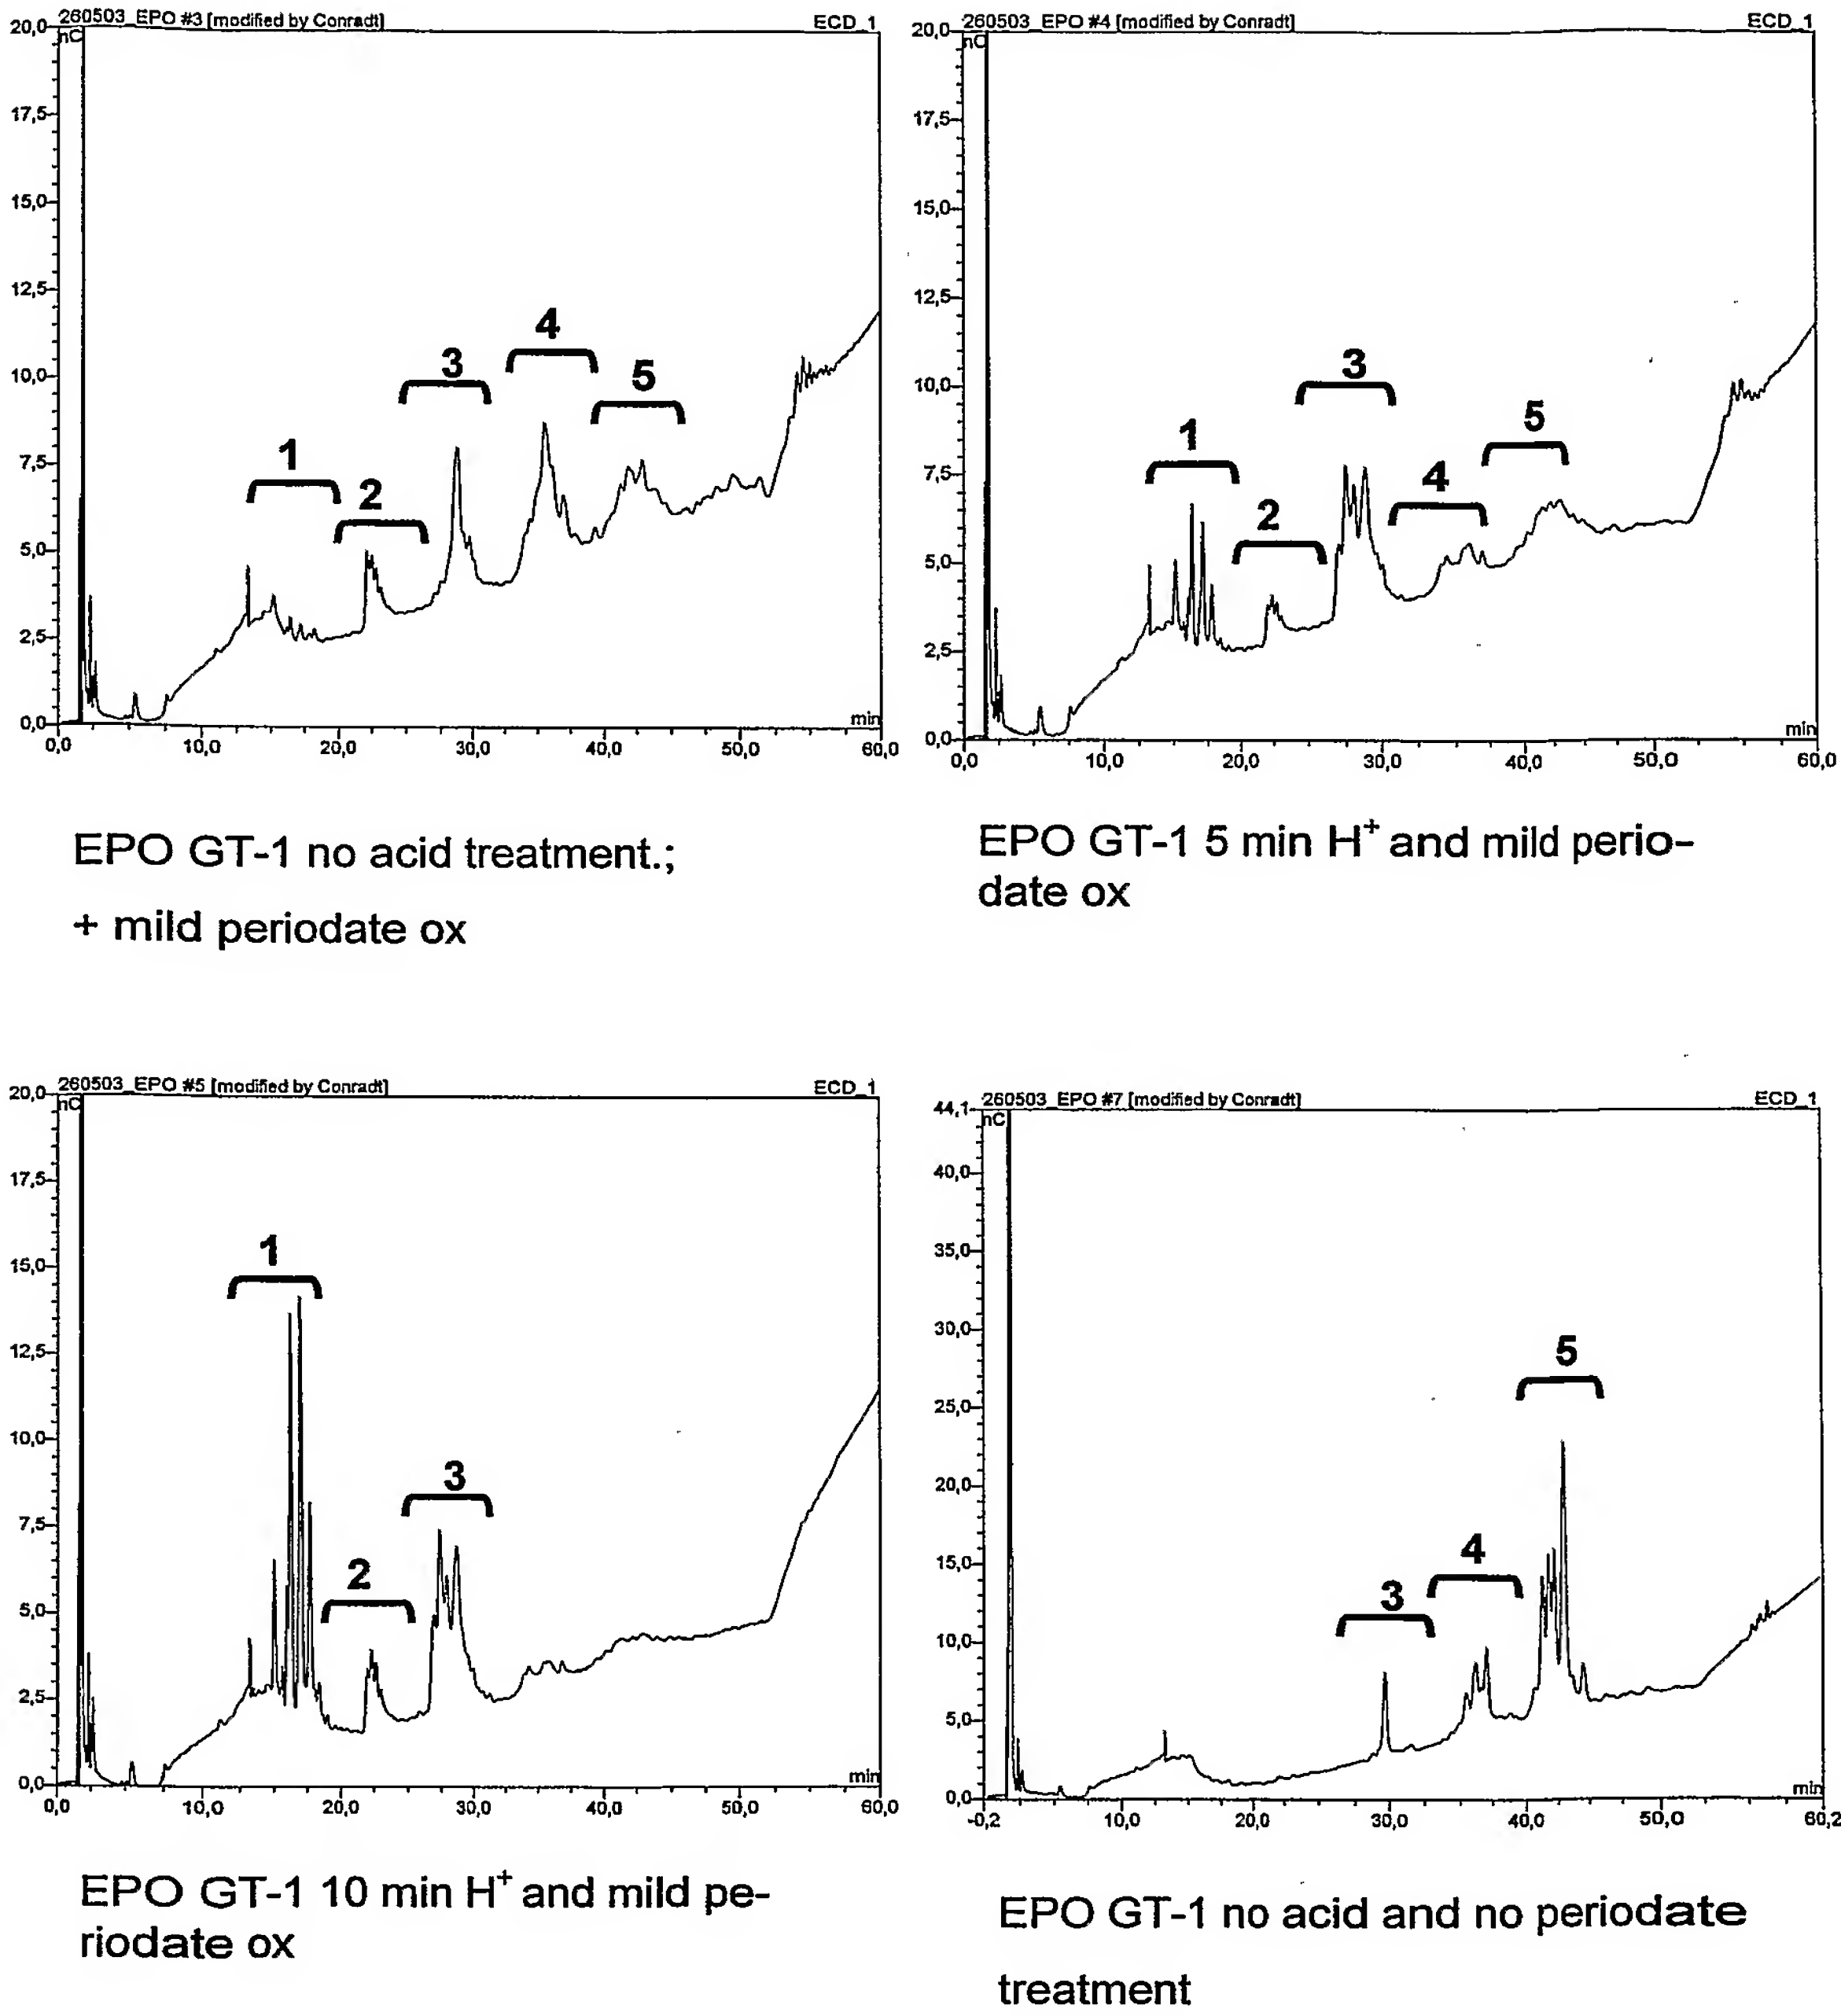 260503_EPO #3 [modified by Conradt]
ECD_1
nC
20,0
17,5
15,0
12,5
10,0
7,5
5,0
2,5
0,0
1
2
3
4
5
min
0,0 10,0 20,0 30,0 40,0 50,0 60,0
EPO GT-1 no acid treatment.;
+ mild periodate ox
260503_EPO #4 [modified by Conradt]
ECD_1
nC
20,0
17,5
15,0
12,5
10,0
7,5
5,0
2,5
0,0
1
2
3
4
5
min
0,0 10,0 20,0 30,0 40,0 50,0 60,0
EPO GT-1 5 min H⁺ and mild perio-
date ox
260503_EPO #5 [modified by Conradt]
ECD_1
nC
20,0
17,5
15,0
12,5
10,0
7,5
5,0
2,5
0,0
1
2
3
min
0,0 10,0 20,0 30,0 40,0 50,0 60,0
EPO GT-1 10 min H⁺ and mild pe-
riodate ox
260503_EPO #7 [modified by Conradt]
ECD_1
nC
44,1
40,0
35,0
30,0
25,0
20,0
15,0
10,0
5,0
0,0
3
4
5
min
-0,2 10,0 20,0 30,0 40,0 50,0 60,2
EPO GT-1 no acid and no periodate
treatment